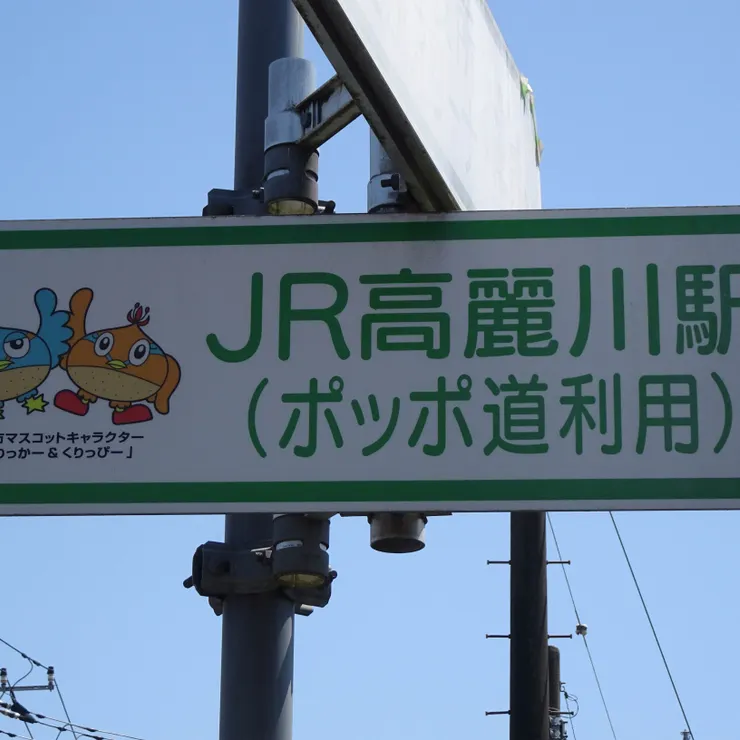 JR高麗川駅
(ポッポ道利用)
市マスコットキャラクター
りっかー＆くりっぴー」